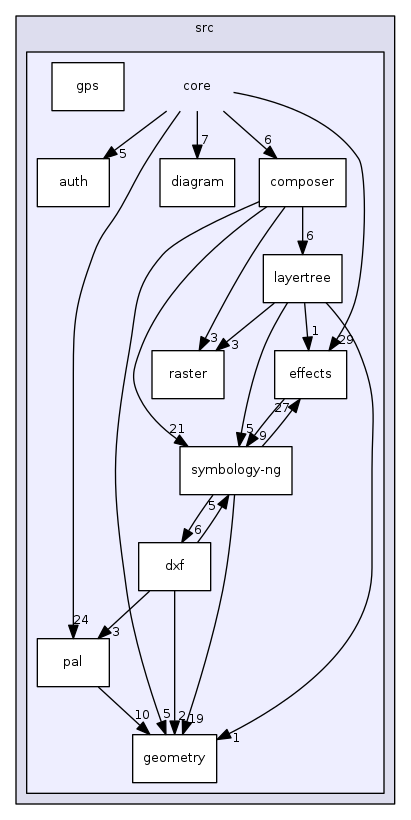 src
gps
core
5
7
6
auth
diagram
composer
6
layertree
3
3
1
29
raster
effects
21
5
9
27
symbology-ng
5
6
dxf
24
3
pal
10
5
2
19
1
geometry